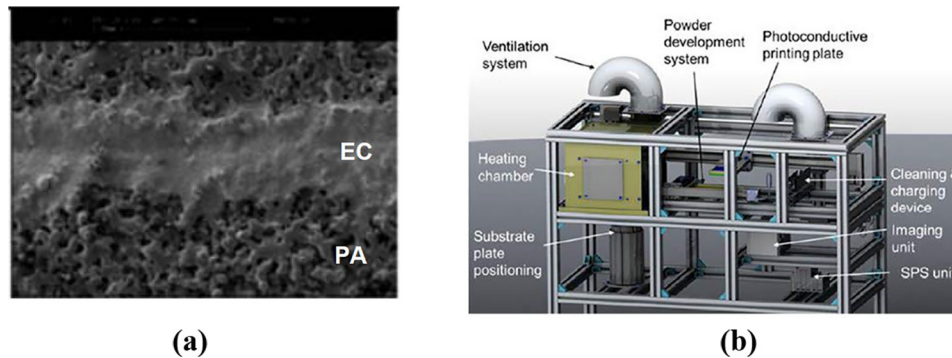 EC
PA
(a)
Ventilation
system
Powder
development
system
Photoconductive
printing plate
Heating
chamber
Cleaning &
charging
device
Substrate
plate
positioning
Imaging
unit
SPS unit
(b)